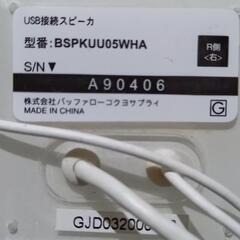 USB接続スピーカ
型番:BSPKUU05WHA
R側
<右>
S/N▼
A90406
株式会社バッファローコクヨサプライ
MADE IN CHINA
G